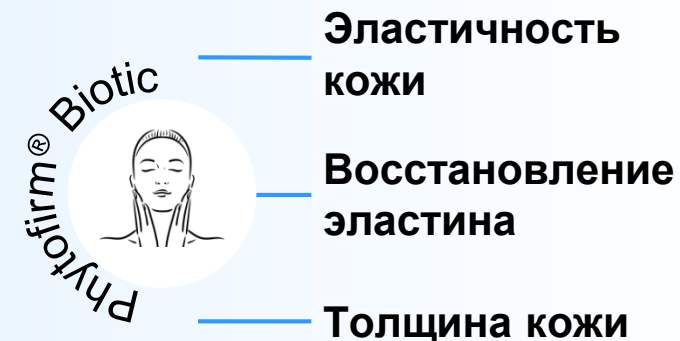 Phytofirm® Biotic
Эластичность
кожи
Восстановление
эластина
Толщина кожи